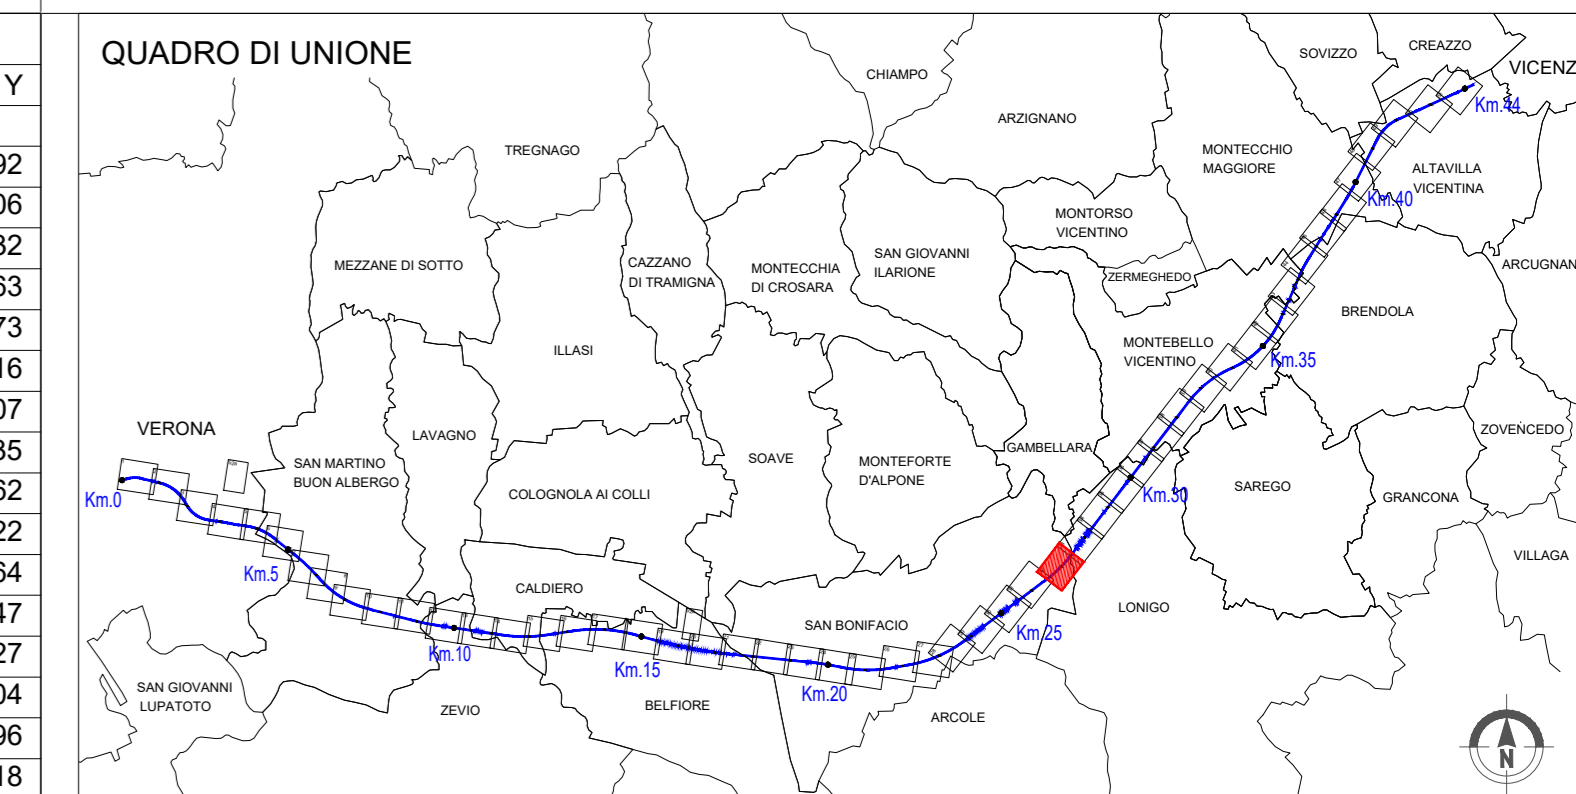 QUADRO DI UNIONE
Y
92
06
32
63
73
16
07
35
62
22
64
47
27
04
96
18
CREAZZO
SOVIZZO
VICENZ
CHIAMPO
Km.44
ARZIGNANO
TREGNAGO
MONTECCHIO
MAGGIORE
ALTAVILLA
VICENTINA
Km.40
MONTORSO
VICENTINO
SAN GIOVANNI
ILARIONE
MEZZANE DI SOTTO
CAZZANO
DI TRAMIGNA
MONTECCHIA
DI CROSARA
ZERMEGHEDO
ARCUGNAN
BRENDOLA
ILLASI
MONTEBELLO
VICENTINO
Km.35
VERONA
LAVAGNO
GAMBELLARA
ZOVENCEDO
SAN MARTINO
BUON ALBERGO
SOAVE
MONTEFORTE
D'ALPONE
COLOGNOLA AI COLLI
SAREGO
GRANCONA
Km.0
Km.30
VILLAGA
Km.5
CALDIERO
LONIGO
SAN BONIFACIO
Km.25
Km.10
Km.15
Km.20
SAN GIOVANNI
LUPATOTO
ZEVIO
BELFIORE
ARCOLE
N